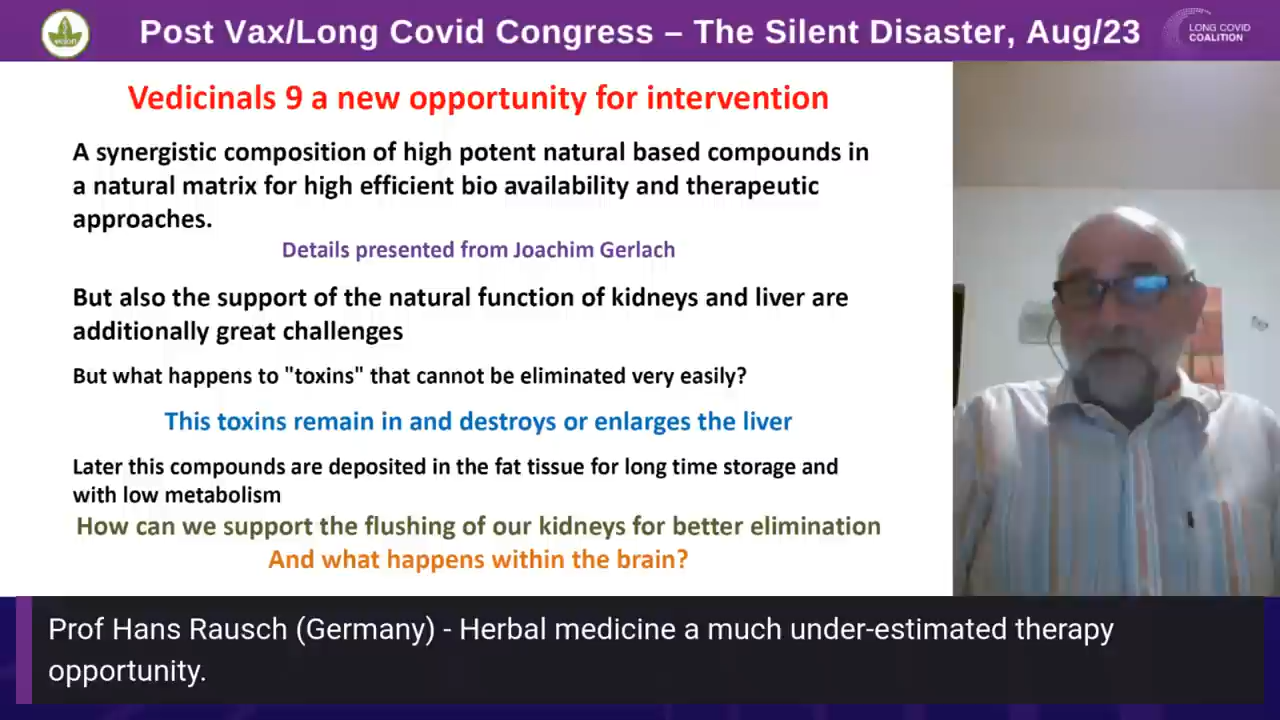 Post Vax/Long Covid Congress – The Silent Disaster, Aug/23
LONG COVID
COALITION
Vedicinals 9 a new opportunity for intervention
A synergistic composition of high potent natural based compounds in
a natural matrix for high efficient bio availability and therapeutic
approaches.
Details presented from Joachim Gerlach
But also the support of the natural function of kidneys and liver are
additionally great challenges
But what happens to "toxins" that cannot be eliminated very easily?
This toxins remain in and destroys or enlarges the liver
Later this compounds are deposited in the fat tissue for long time storage and
with low metabolism
How can we support the flushing of our kidneys for better elimination
And what happens within the brain?
Prof Hans Rausch (Germany) - Herbal medicine a much under-estimated therapy
opportunity.